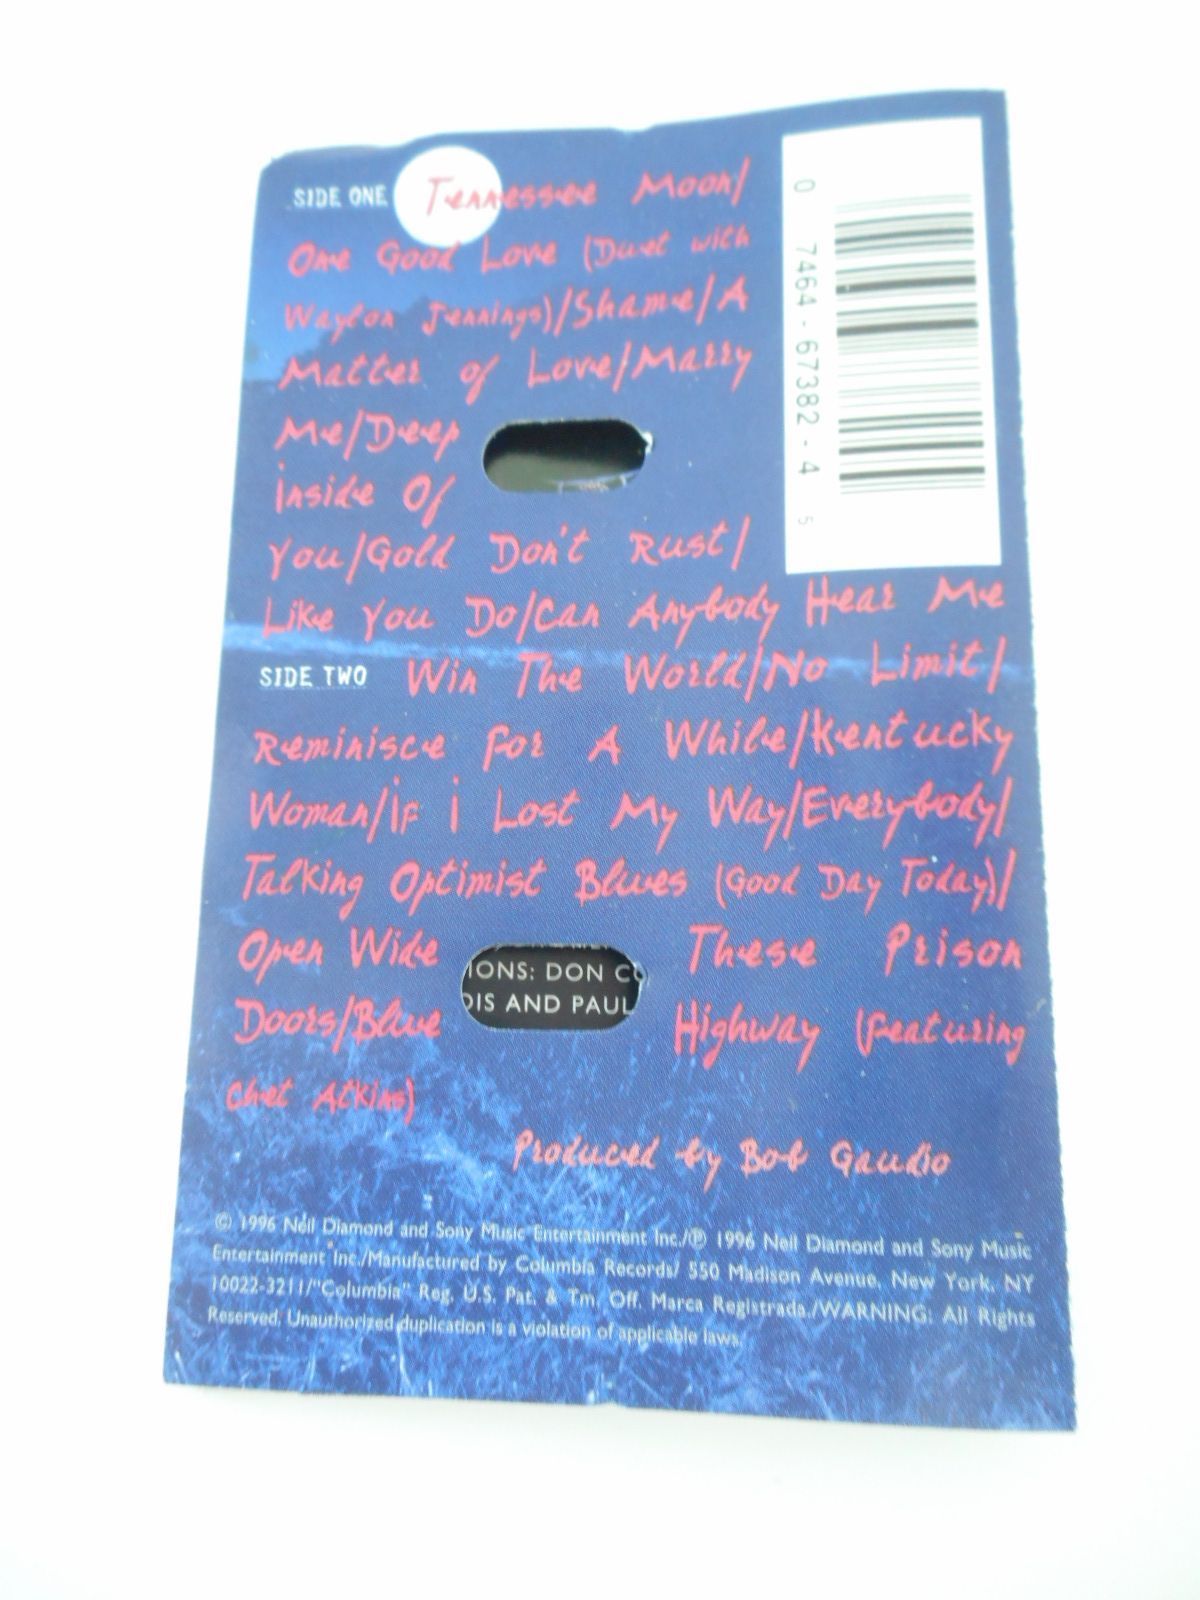 SIDE ONE Tennessee Moon/
One Good Love (Duet with
Waylon Jennings)/Shame/A
Matter of Love/Marry
Me/Deep
Inside Of
You/Gold Don't Rust/
Like You Do/Can Anybody Hear Me
SIDE TWO Win The World/No Limit/
Reminisce For A While/Kentucky
Woman/If I Lost My Way/Everybody/
Talking Optimist Blues (Good Day Today)/
Open Wide These Prison
Doors/Blue Highway (featuring
Chet Atkins)
Produced by Bob Gaudio
© 1996 Neil Diamond and Sony Music Entertainment Inc./℗ 1996 Neil Diamond and Sony Music
Entertainment Inc./Manufactured by Columbia Records/ 550 Madison Avenue, New York, NY
10022-3211/"Columbia" Reg. U.S. Pat. & Tm. Off. Marca Registrada./WARNING: All Rights
Reserved. Unauthorized duplication is a violation of applicable laws.
0 7464-67382-4 5
IONS: DON
AND PAUL